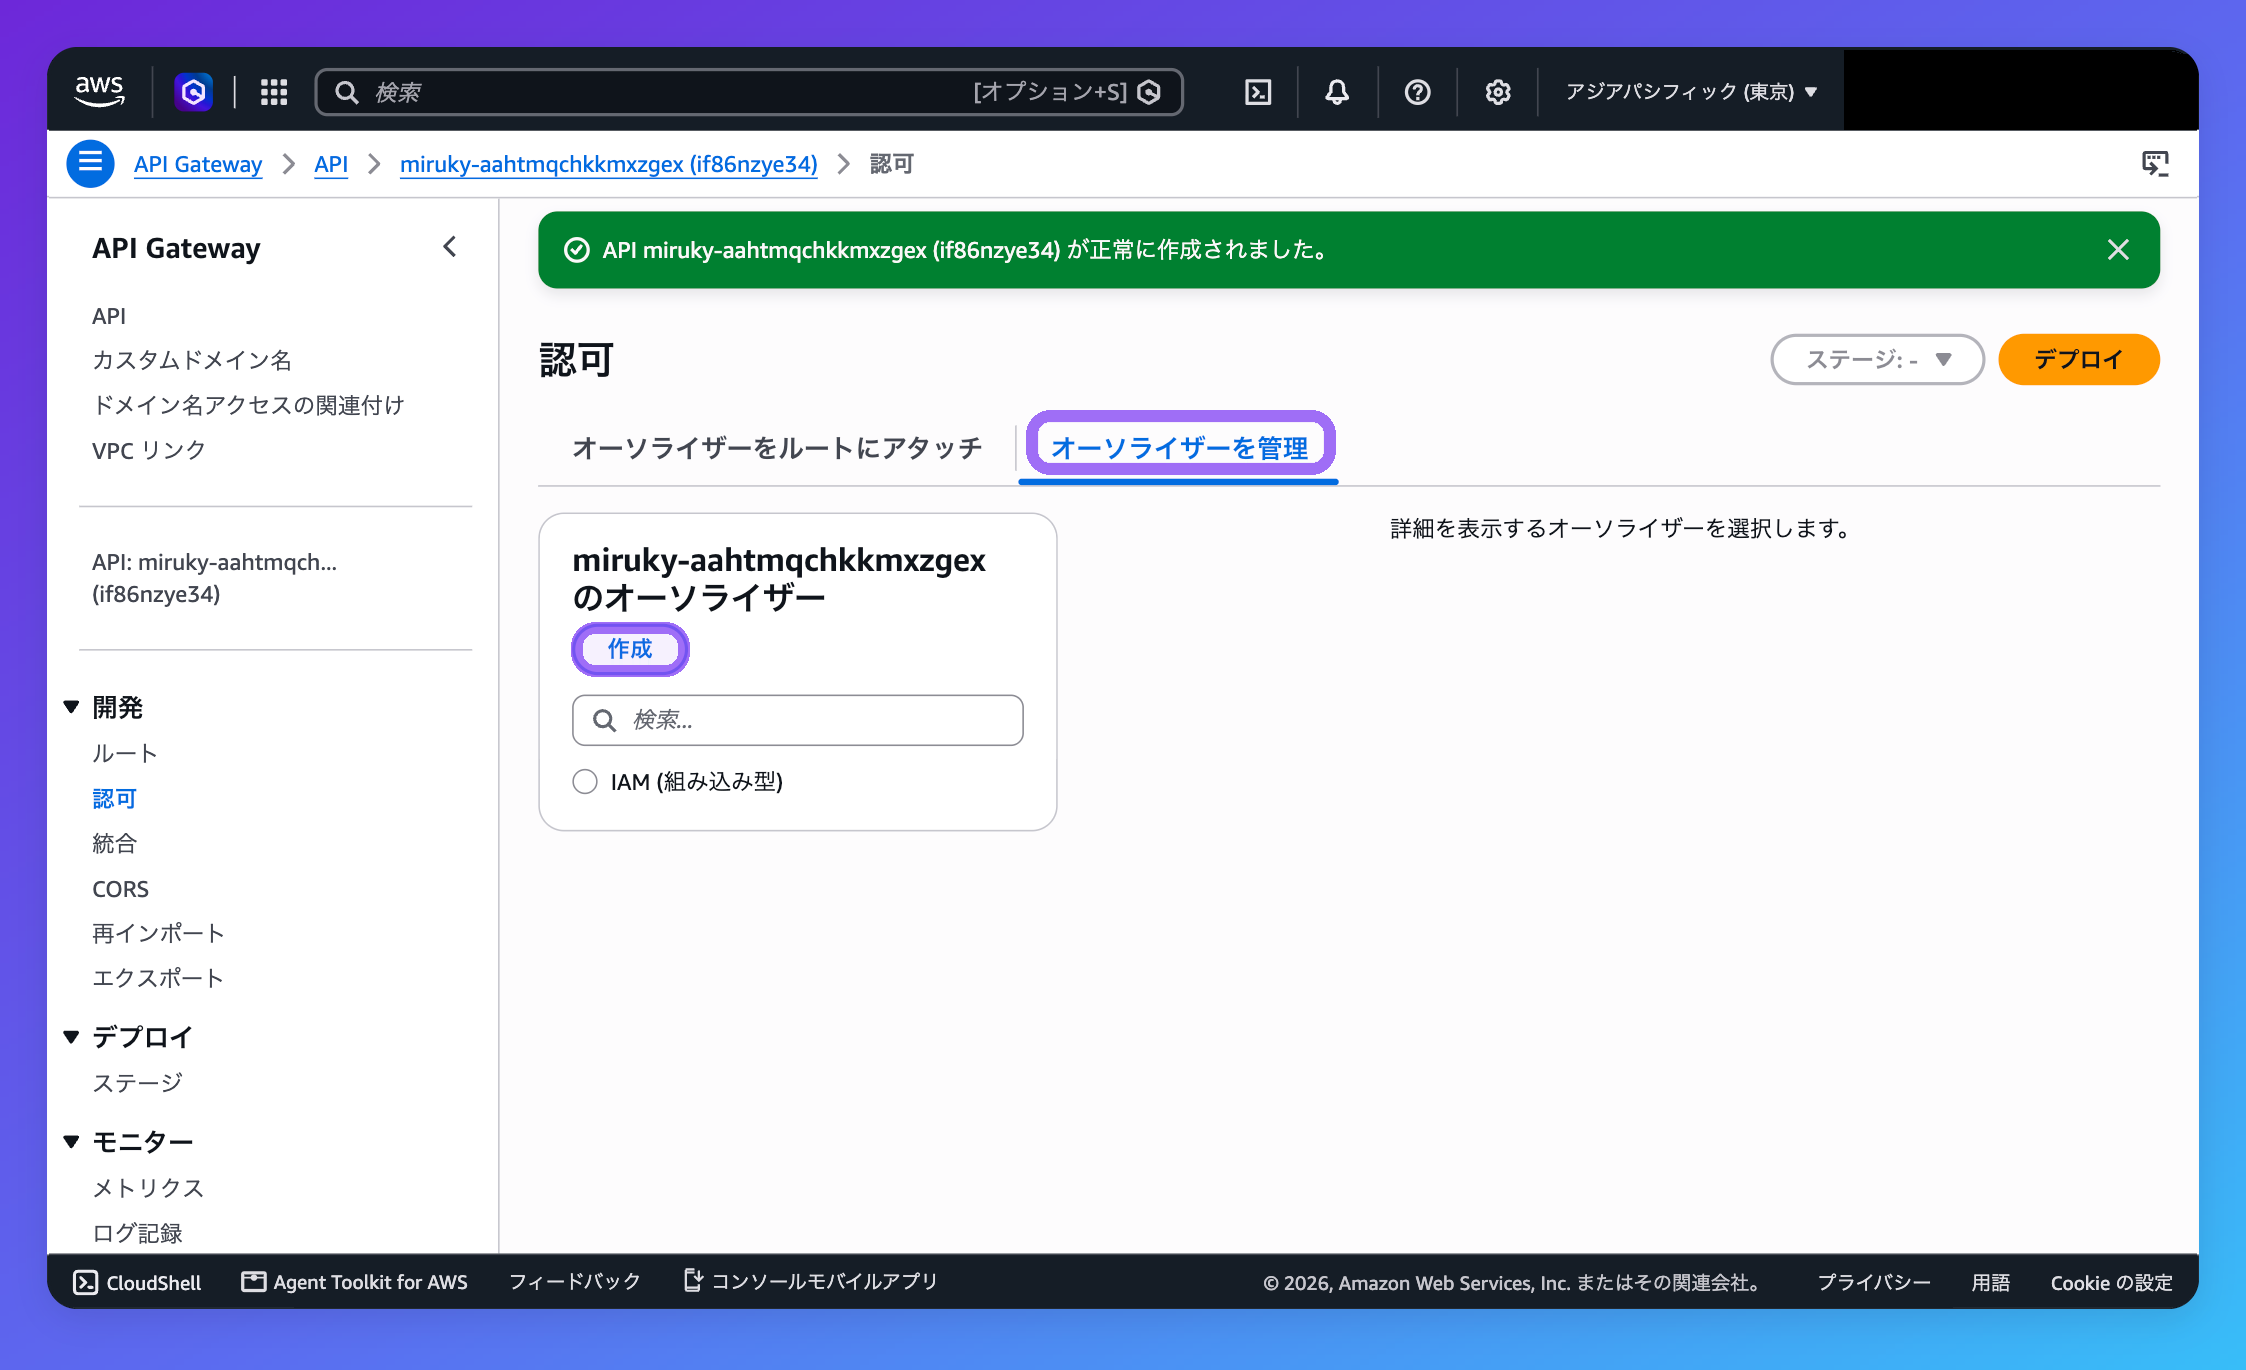 aws
検索
[オプション+S]
アジアパシフィック (東京) ▼
API Gateway > API > miruky-aahtmqchkkmxzgex (if86nzye34) > 認可
API Gateway
API
カスタムドメイン名
ドメイン名アクセスの関連付け
VPC リンク
API: miruky-aahtmqch...
(if86nzye34)
▼ 開発
ルート
認可
統合
CORS
再インポート
エクスポート
▼ デプロイ
ステージ
▼ モニター
メトリクス
ログ記録
API miruky-aahtmqchkkmxzgex (if86nzye34) が正常に作成されました。
認可
ステージ: - ▼
デプロイ
オーソライザーをルートにアタッチ
オーソライザーを管理
miruky-aahtmqchkkmxzgex
のオーソライザー
作成
検索...
IAM (組み込み型)
詳細を表示するオーソライザーを選択します。
CloudShell
Agent Toolkit for AWS
フィードバック
コンソールモバイルアプリ
© 2026, Amazon Web Services, Inc. またはその関連会社。
プライバシー
用語
Cookie の設定